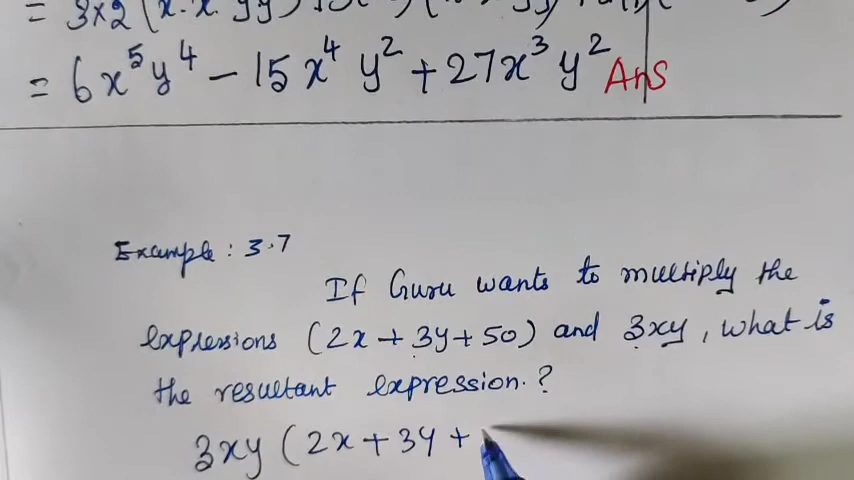 = 6x⁵y⁴ - 15x⁴y² + 27x³y² Ans
Example : 3.7
If Guru wants to multiply the
expressions (2x + 3y + 50) and 3xy, what is
the resultant expression.?
3xy (2x + 3y +